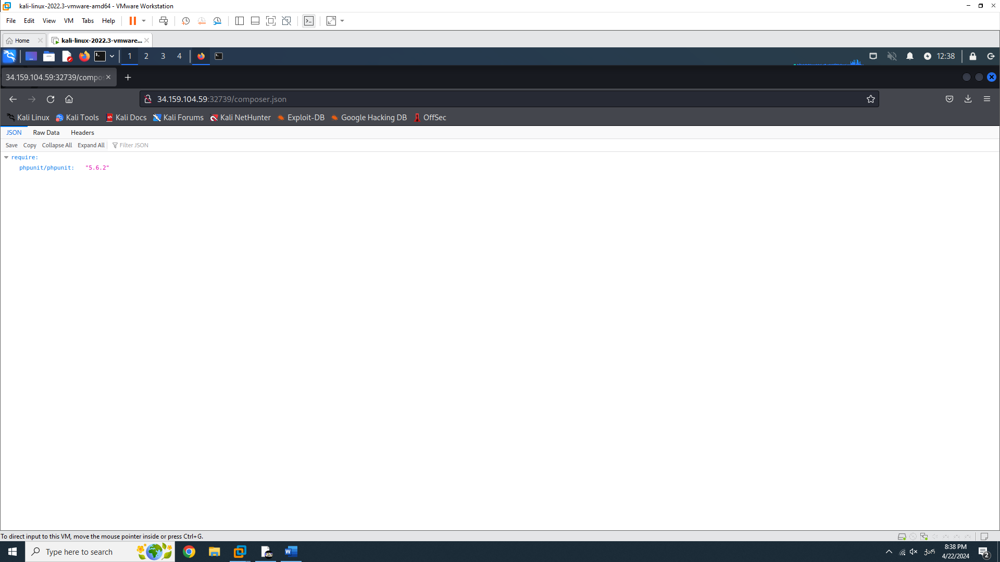 kali-linux-2022.3-vmware-amd64 - VMware Workstation
File Edit View VM Tabs Help
Home kali-linux-2022.3-vmware...
1 2 3 4 12:38
34.159.104.59:32739/compos
34.159.104.59:32739/composer.json
Kali Linux Kali Tools Kali Docs Kali Forums Kali NetHunter Exploit-DB Google Hacking DB OffSec
JSON Raw Data Headers
Save Copy Collapse All Expand All Filter JSON
require:
phpunit/phpunit: "5.6.2"
To direct input to this VM, move the mouse pointer inside or press Ctrl+G.
Type here to search
ქარ 8:38 PM
4/22/2024 2